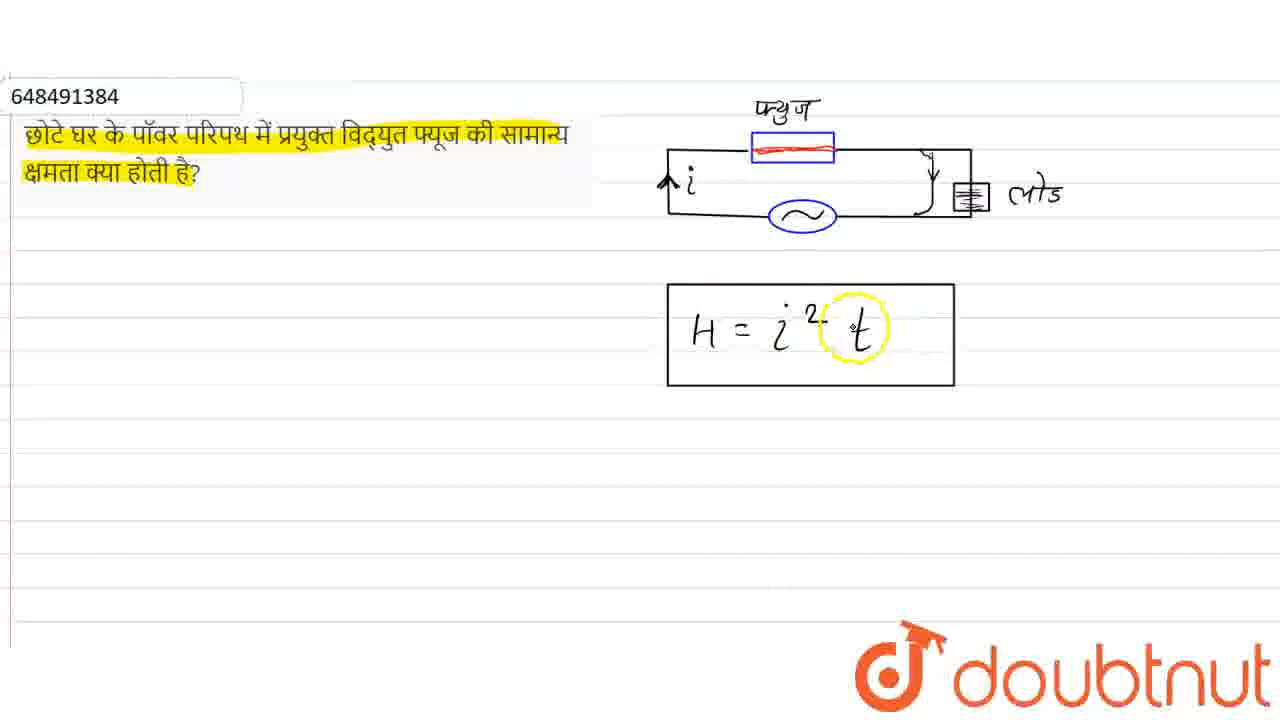 648491384
छोटे घर के पॉवर परिपथ में प्रयुक्त विद्युत फ्यूज की सामान्य
क्षमता क्या होती है?
फ्युज
i
लोड
H = i² t
doubtnut